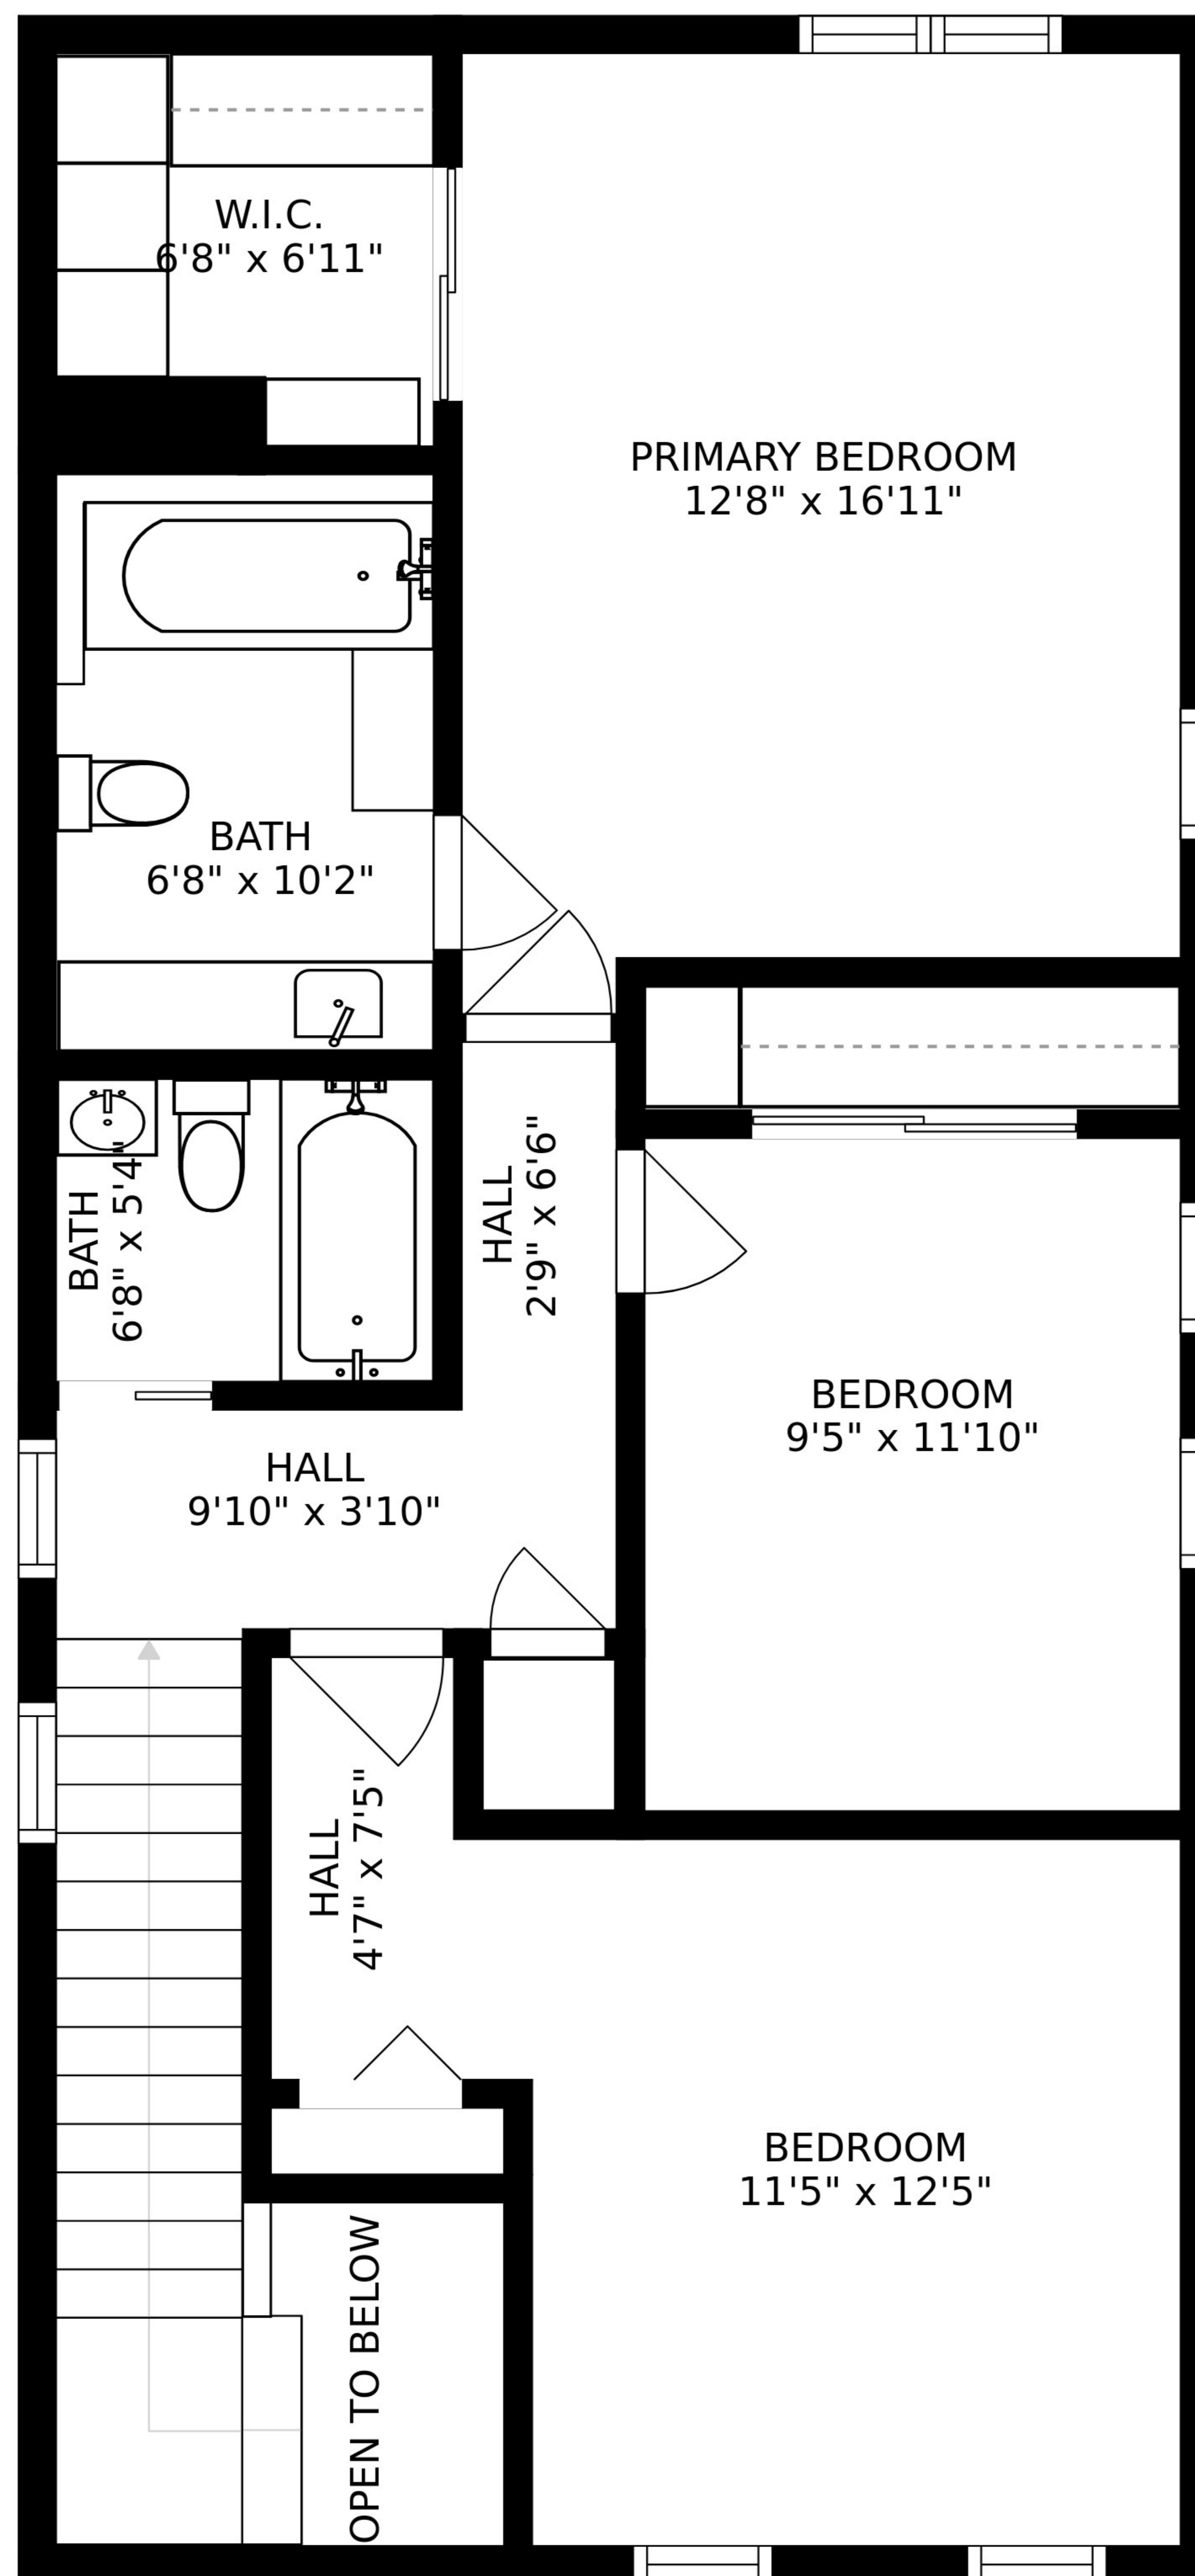 W.I.C.
6'8" x 6'11"
PRIMARY BEDROOM
12'8" x 16'11"
BATH
6'8" x 10'2"
BATH
6'8" x 5'4"
HALL
2'9" x 6'6"
BEDROOM
9'5" x 11'10"
HALL
9'10" x 3'10"
HALL
4'7" x 7'5"
BEDROOM
11'5" x 12'5"
OPEN TO BELOW